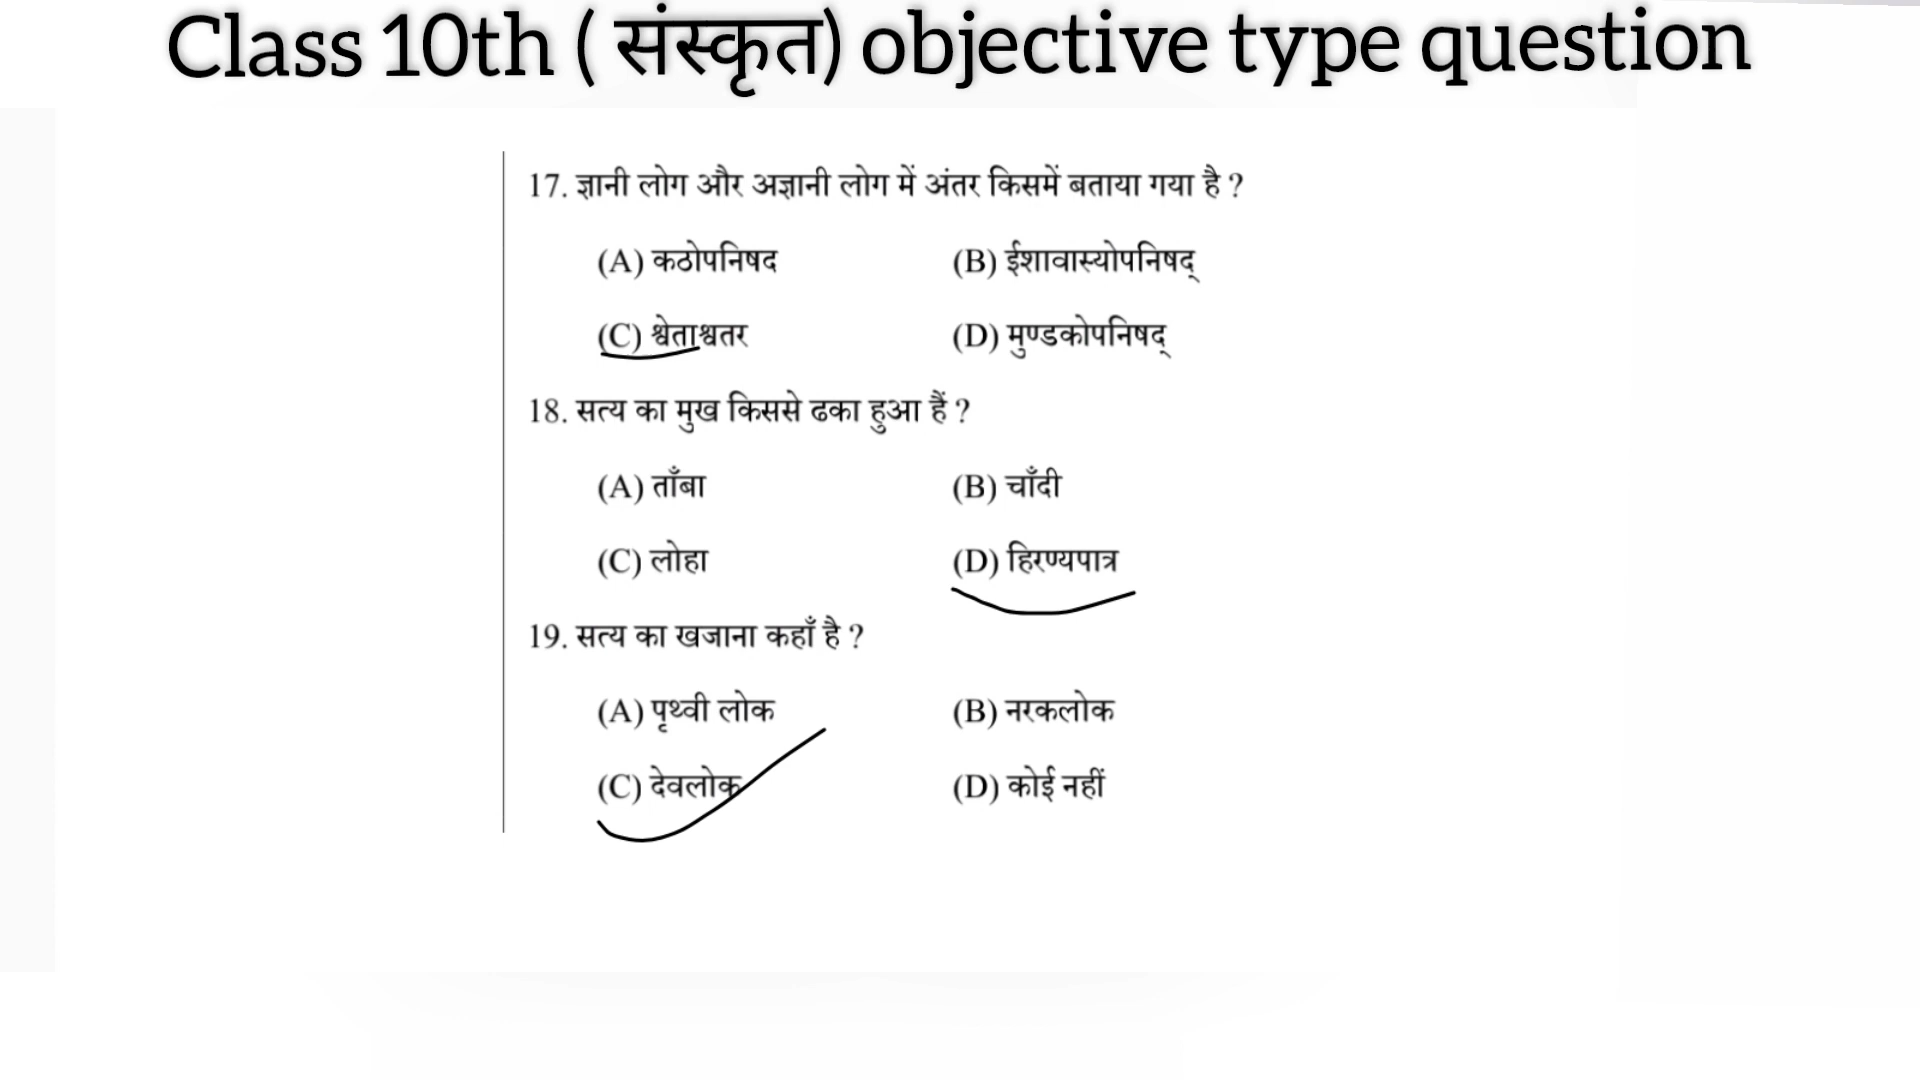 Class 10th ( संस्कृत) objective type question
17. ज्ञानी लोग और अज्ञानी लोग में अंतर किसमें बताया गया है ?
(A) कठोपनिषद (B) ईशावास्योपनिषद्
(C) श्वेताश्वतर (D) मुण्डकोपनिषद्
18. सत्य का मुख किससे ढका हुआ हैं ?
(A) ताँबा (B) चाँदी
(C) लोहा (D) हिरण्यपात्र
19. सत्य का खजाना कहाँ है ?
(A) पृथ्वी लोक (B) नरकलोक
(C) देवलोक (D) कोई नहीं